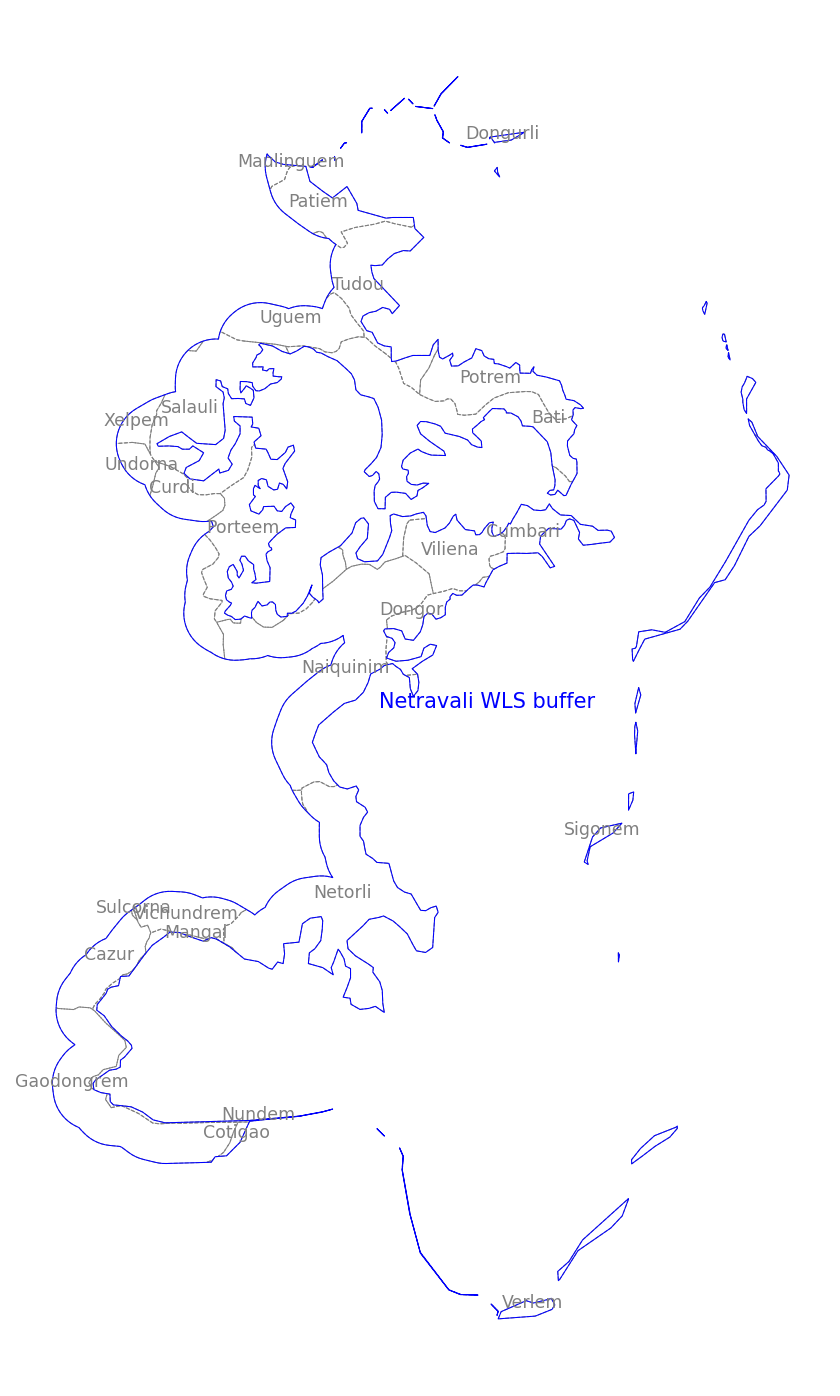 Dongurli
Maulinguem
Patiem
Tudou
Uguem
Potrem
Salauli
Bati
Xelpem
Undorna
Curdi
Porteem
Cumbari
Viliena
Dongor
Naiquinim
Netravali WLS buffer
Sigonem
Netorli
Sulcorna
Vichundrem
Mangal
Cazur
Gaodongrem
Nundem
Cotigao
Verlem